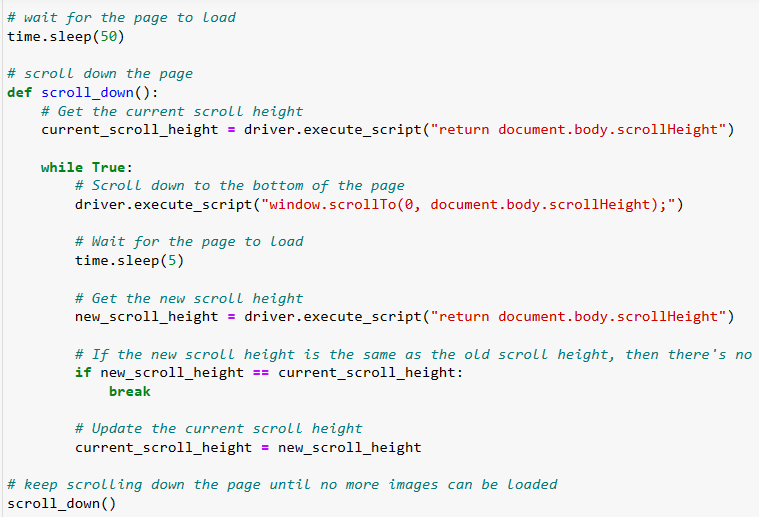 # wait for the page to load
time.sleep(50)
# scroll down the page
def scroll_down():
    # Get the current scroll height
    current_scroll_height = driver.execute_script("return document.body.scrollHeight")
    while True:
        # Scroll down to the bottom of the page
        driver.execute_script("window.scrollTo(0, document.body.scrollHeight);")
        # Wait for the page to load
        time.sleep(5)
        # Get the new scroll height
        new_scroll_height = driver.execute_script("return document.body.scrollHeight")
        # If the new scroll height is the same as the old scroll height, then there's no
        if new_scroll_height == current_scroll_height:
            break
        # Update the current scroll height
        current_scroll_height = new_scroll_height
# keep scrolling down the page until no more images can be loaded
scroll_down()